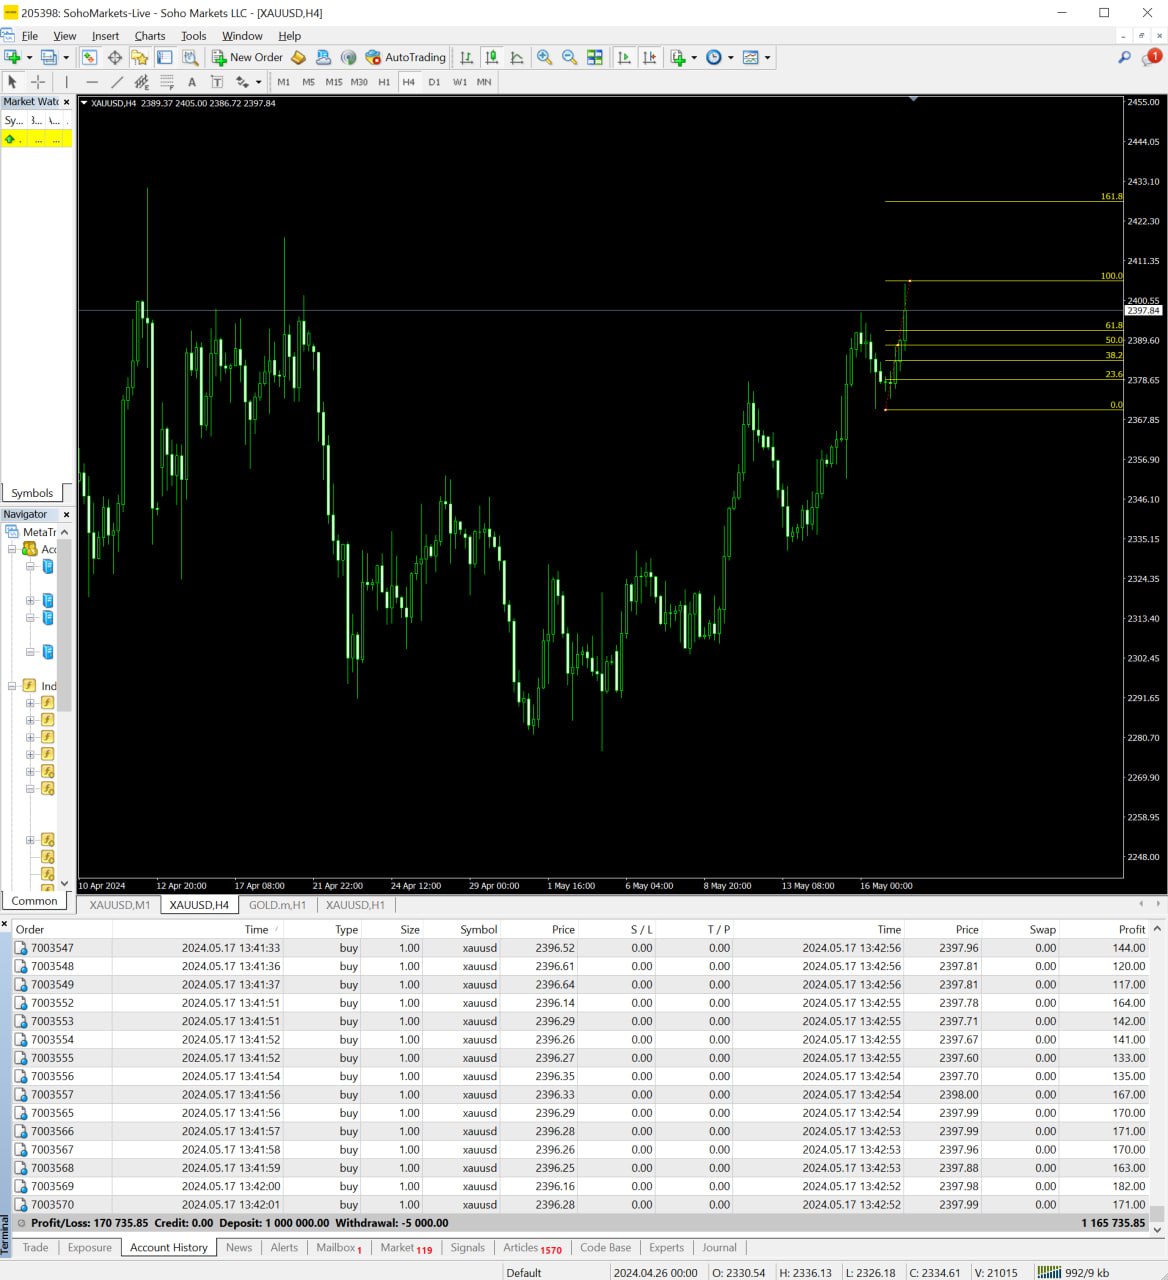 205398: SohoMarkets-Live - Soho Markets LLC - [XAUUSD,H4]
File View Insert Charts Tools Window Help
New Order AutoTrading 1
A T M1 M5 M15 M30 H1 H4 D1 W1 MN
Market Watc
XAUUSD,H4 2389.37 2405.00 2386.72 2397.84
Sy...
2455.00
2444.05
2433.10
161.8
2422.30
2411.35
100.0
2400.55
2397.84
61.8
50.0
2389.60
38.2
23.6
2378.65
0.0
2367.85
2356.90
2346.10
2335.15
2324.35
2313.40
2302.45
2291.65
2280.70
2269.90
2258.95
2248.00
Symbols
Navigator
MetaTr
Acc
Ind
Common
10 Apr 2024 12 Apr 20:00 17 Apr 08:00 21 Apr 22:00 24 Apr 12:00 29 Apr 00:00 1 May 16:00 6 May 04:00 8 May 20:00 13 May 08:00 16 May 00:00
XAUUSD,M1 XAUUSD,H4 GOLD.m,H1 XAUUSD,H1
Order Time / Type Size Symbol Price S / L T / P Time Price Swap Profit
7003547 2024.05.17 13:41:33 buy 1.00 xauusd 2396.52 0.00 0.00 2024.05.17 13:42:56 2397.96 0.00 144.00
7003548 2024.05.17 13:41:36 buy 1.00 xauusd 2396.61 0.00 0.00 2024.05.17 13:42:56 2397.81 0.00 120.00
7003549 2024.05.17 13:41:37 buy 1.00 xauusd 2396.64 0.00 0.00 2024.05.17 13:42:56 2397.81 0.00 117.00
7003552 2024.05.17 13:41:51 buy 1.00 xauusd 2396.14 0.00 0.00 2024.05.17 13:42:55 2397.78 0.00 164.00
7003553 2024.05.17 13:41:51 buy 1.00 xauusd 2396.29 0.00 0.00 2024.05.17 13:42:55 2397.71 0.00 142.00
7003554 2024.05.17 13:41:52 buy 1.00 xauusd 2396.26 0.00 0.00 2024.05.17 13:42:55 2397.67 0.00 141.00
7003555 2024.05.17 13:41:52 buy 1.00 xauusd 2396.27 0.00 0.00 2024.05.17 13:42:55 2397.60 0.00 133.00
7003556 2024.05.17 13:41:54 buy 1.00 xauusd 2396.35 0.00 0.00 2024.05.17 13:42:54 2397.70 0.00 135.00
7003557 2024.05.17 13:41:56 buy 1.00 xauusd 2396.33 0.00 0.00 2024.05.17 13:42:54 2398.00 0.00 167.00
7003565 2024.05.17 13:41:56 buy 1.00 xauusd 2396.29 0.00 0.00 2024.05.17 13:42:54 2397.99 0.00 170.00
7003566 2024.05.17 13:41:57 buy 1.00 xauusd 2396.28 0.00 0.00 2024.05.17 13:42:53 2397.99 0.00 171.00
7003567 2024.05.17 13:41:58 buy 1.00 xauusd 2396.26 0.00 0.00 2024.05.17 13:42:53 2397.96 0.00 170.00
7003568 2024.05.17 13:41:59 buy 1.00 xauusd 2396.25 0.00 0.00 2024.05.17 13:42:53 2397.88 0.00 163.00
7003569 2024.05.17 13:42:00 buy 1.00 xauusd 2396.16 0.00 0.00 2024.05.17 13:42:52 2397.98 0.00 182.00
7003570 2024.05.17 13:42:01 buy 1.00 xauusd 2396.28 0.00 0.00 2024.05.17 13:42:52 2397.99 0.00 171.00
Profit/Loss: 170 735.85 Credit: 0.00 Deposit: 1 000 000.00 Withdrawal: -5 000.00 1 165 735.85
Terminal
Trade Exposure Account History News Alerts Mailbox 1 Market 119 Signals Articles 1570 Code Base Experts Journal
Default 2024.04.26 00:00 O: 2330.54 H: 2336.13 L: 2326.18 C: 2334.61 V: 21015 992/9 kb